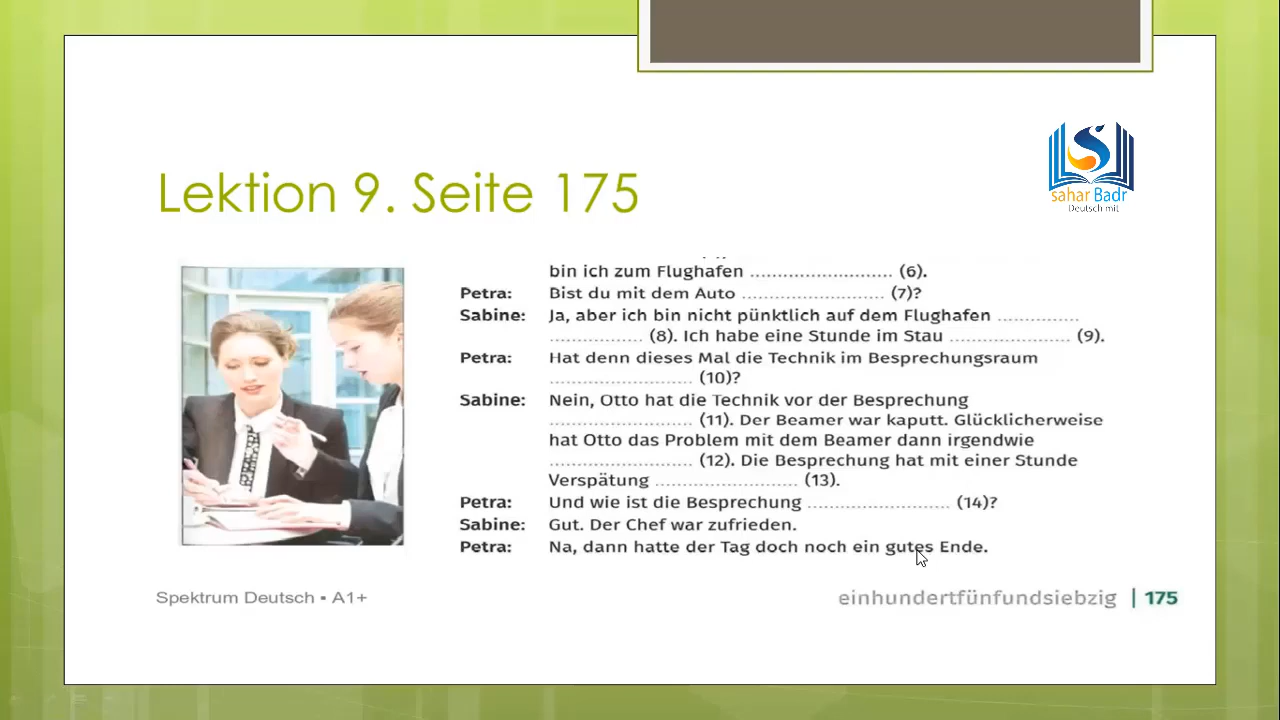 Lektion 9. Seite 175
sahar Badr
Deutsch mit
bin ich zum Flughafen ............................ (6).
Petra: Bist du mit dem Auto ............................ (7)?
Sabine: Ja, aber ich bin nicht pünktlich auf dem Flughafen ................
.................. (8). Ich habe eine Stunde im Stau ........................ (9).
Petra: Hat denn dieses Mal die Technik im Besprechungsraum
............................ (10)?
Sabine: Nein, Otto hat die Technik vor der Besprechung
............................ (11). Der Beamer war kaputt. Glücklicherweise
hat Otto das Problem mit dem Beamer dann irgendwie
............................ (12). Die Besprechung hat mit einer Stunde
Verspätung ............................ (13).
Petra: Und wie ist die Besprechung ............................ (14)?
Sabine: Gut. Der Chef war zufrieden.
Petra: Na, dann hatte der Tag doch noch ein gutes Ende.
Spektrum Deutsch ▪ A1+
einhundertfünfundsiebzig | 175